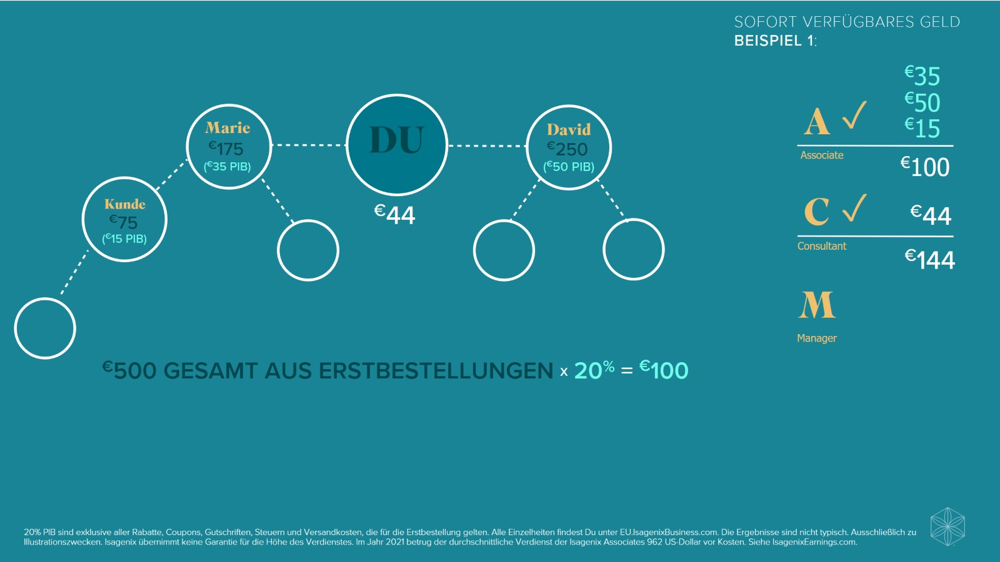 SOFORT VERFÜGBARES GELD
BEISPIEL 1:
Marie
€175
(€35 PIB)
DU
€44
David
€250
(€50 PIB)
Kunde
€75
(€15 PIB)
€35
€50
€15
A ✓
Associate
€100
C ✓ €44
Consultant
€144
M
Manager
€500 GESAMT AUS ERSTBESTELLUNGEN x 20% = €100
20% PIB sind exklusive aller Rabatte, Coupons, Gutschriften, Steuern und Versandkosten, die für die Erstbestellung gelten. Alle Einzelheiten findest Du unter EU.IsagenixBusiness.com. Die Ergebnisse sind nicht typisch. Ausschließlich zu
Illustrationszwecken. Isagenix übernimmt keine Garantie für die Höhe des Verdienstes. Im Jahr 2021 betrug der durchschnittliche Verdienst der Isagenix Associates 962 US-Dollar vor Kosten. Siehe IsagenixEarnings.com.